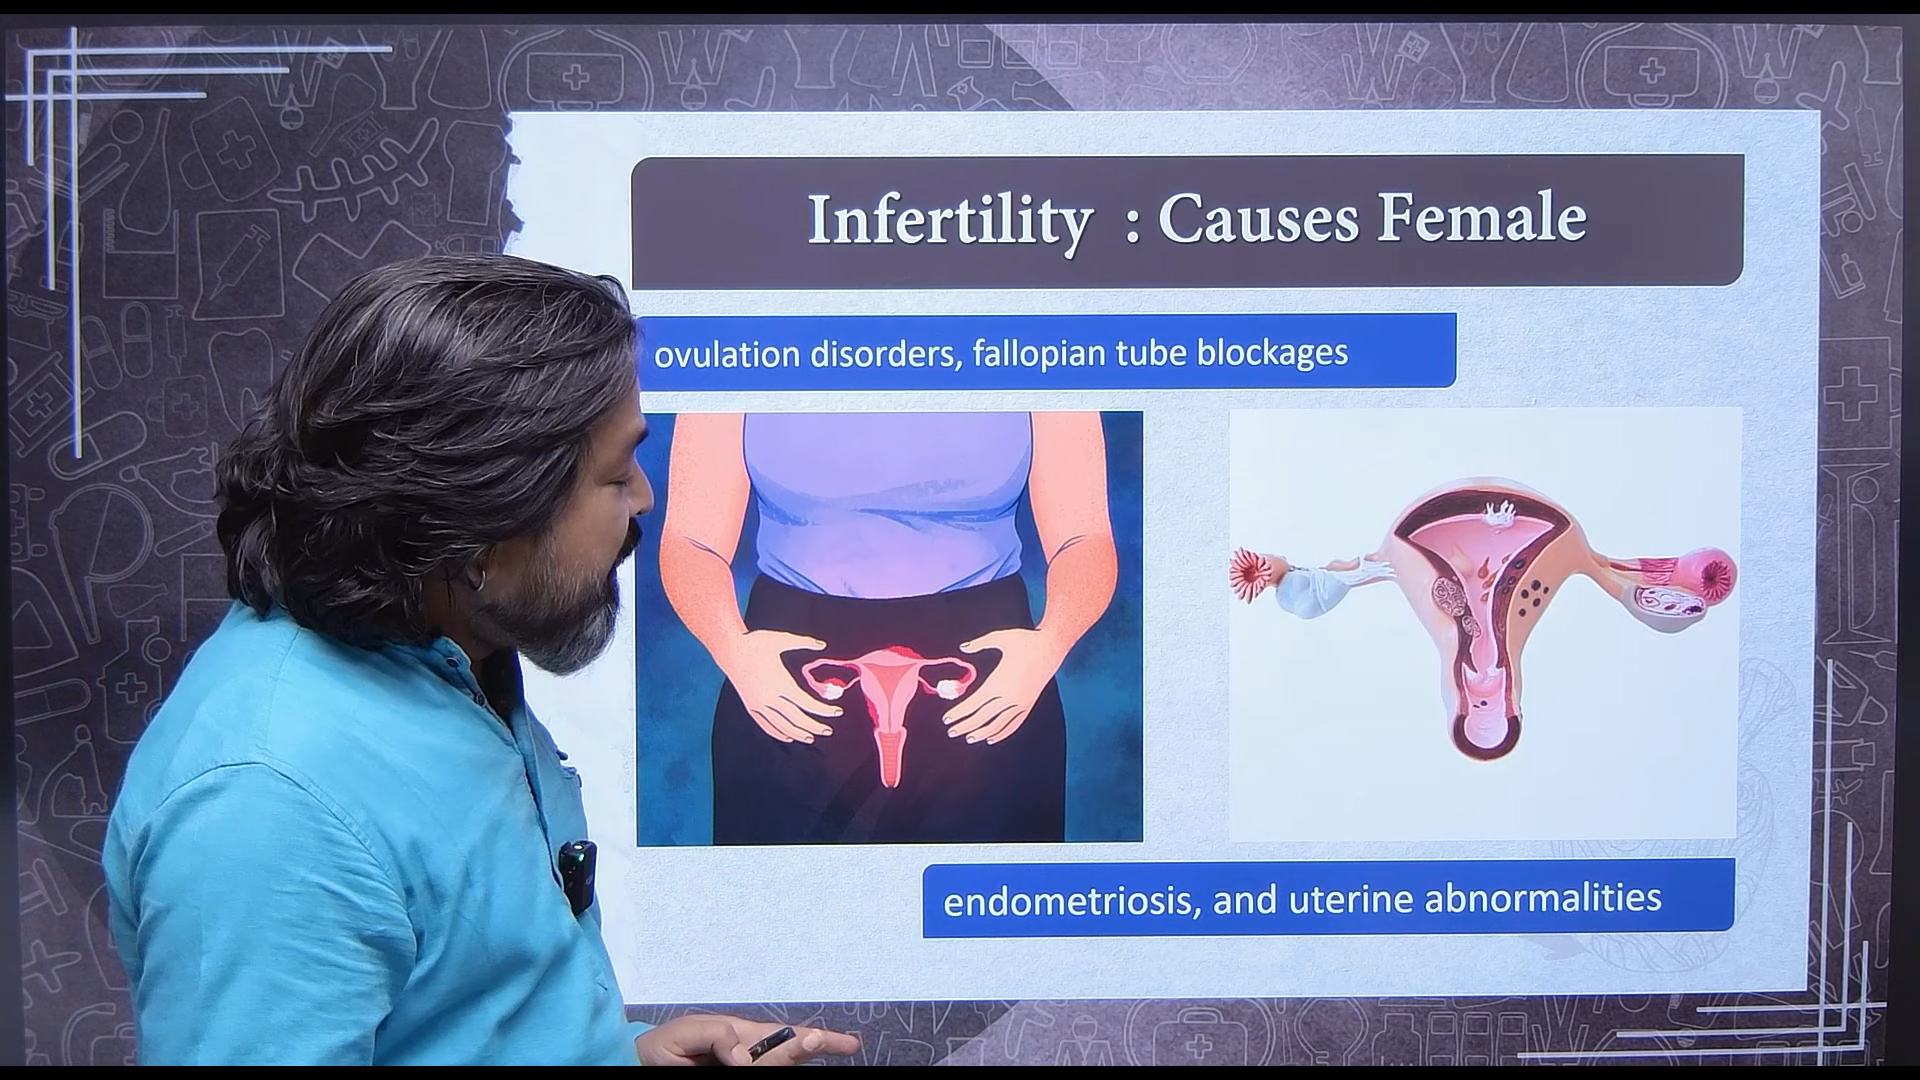 Infertility : Causes Female
ovulation disorders, fallopian tube blockages
endometriosis, and uterine abnormalities